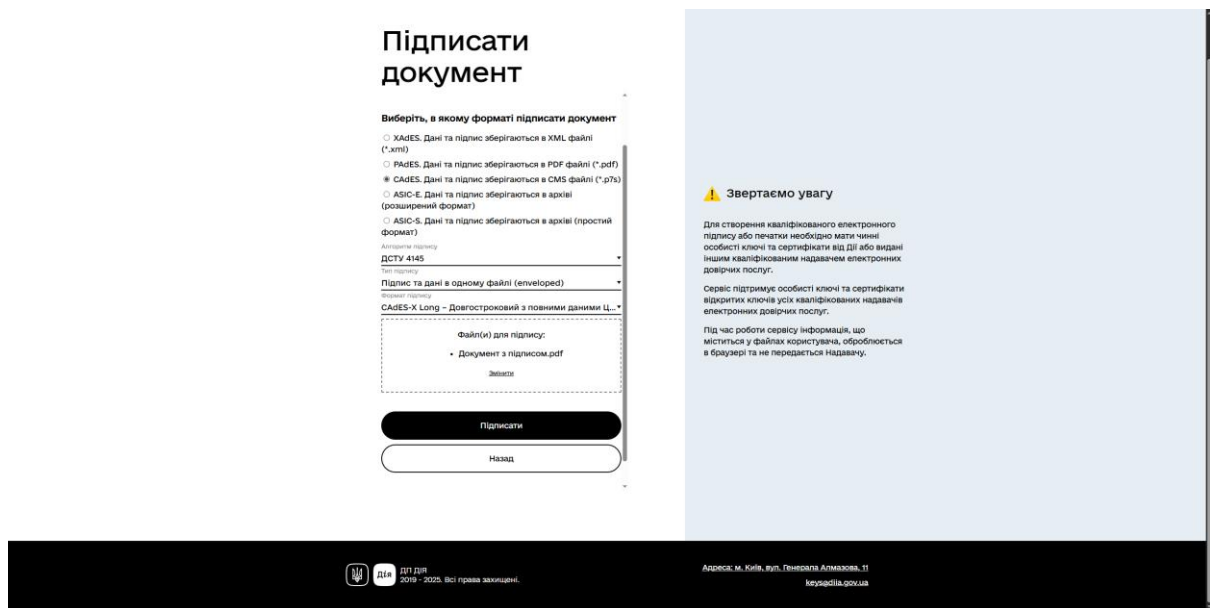 Підписати
документ
Виберіть, в якому форматі підписати документ
XAdES. Дані та підпис зберігаються в XML файлі
(*.xml)
PAdES. Дані та підпис зберігаються в PDF файлі (*.pdf)
CAdES. Дані та підпис зберігаються в CMS файлі (*.p7s)
ASIC-E. Дані та підпис зберігаються в архіві
(розширений формат)
ASIC-S. Дані та підпис зберігаються в архіві (простий
формат)
Алгоритм підпису
ДСТУ 4145
Тип підпису
Підпис та дані в одному файлі (enveloped)
Формат підпису
CAdES-X Long – Довгостроковий з повними даними Ц...
Файл(и) для підпису:
• Документ з підписом.pdf
Змінити
Підписати
Назад
Звертаємо увагу
Для створення кваліфікованого електронного
підпису або печатки необхідно мати чинні
особисті ключі та сертифікати від Дії або видані
іншим кваліфікованим надавачем електронних
довірчих послуг.
Сервіс підтримує особисті ключі та сертифікати
відкритих ключів усіх кваліфікованих надавачів
електронних довірчих послуг.
Під час роботи сервісу інформація, що
міститься у файлах користувача, оброблюється
в браузері та не передається Надавачу.
Дія
ДП ДІЯ
2019 - 2025. Всі права захищені.
Адреса: м. Київ, вул. Генерала Алмазова, 11
keys@diia.gov.ua